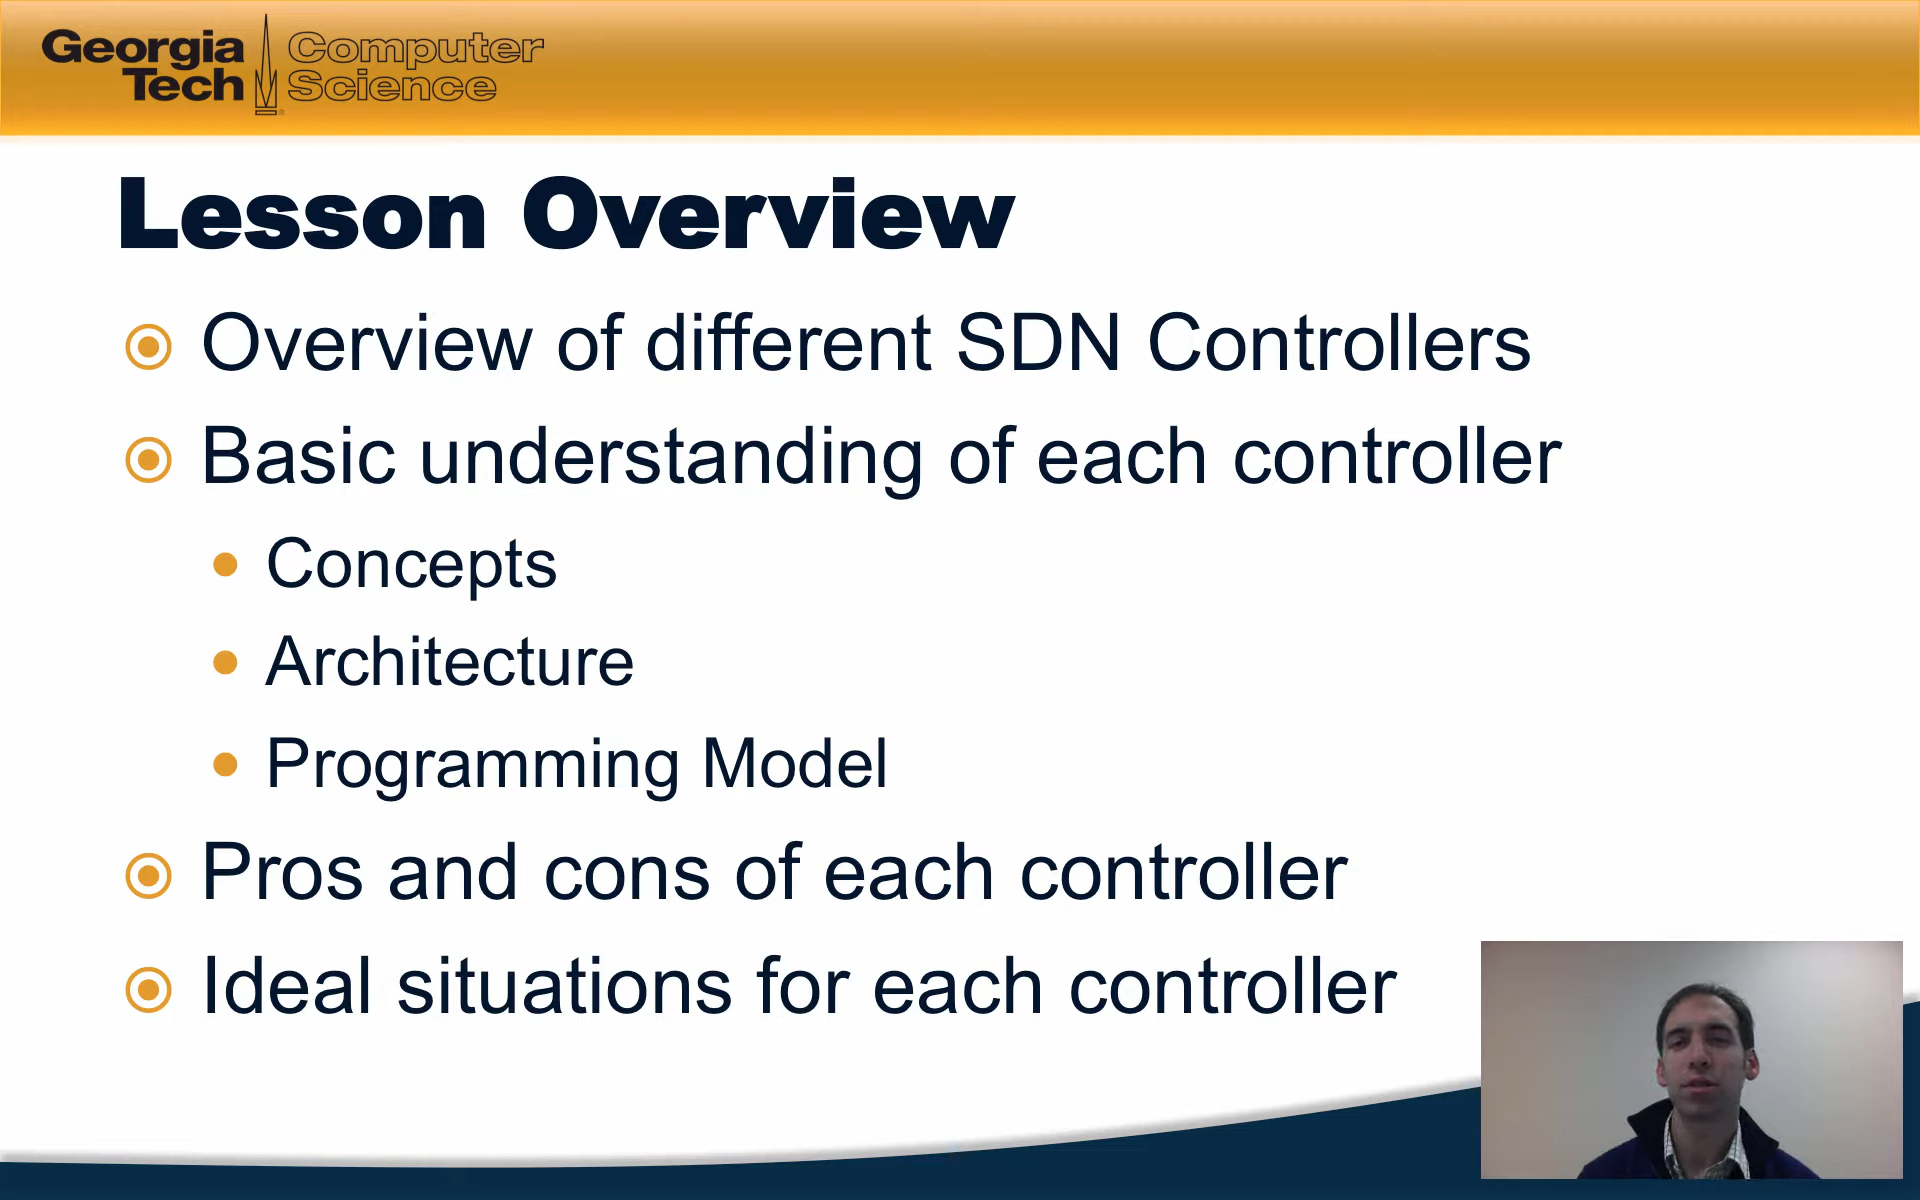 Georgia Tech
Computer Science
Lesson Overview
Overview of different SDN Controllers
Basic understanding of each controller
Concepts
Architecture
Programming Model
Pros and cons of each controller
Ideal situations for each controller